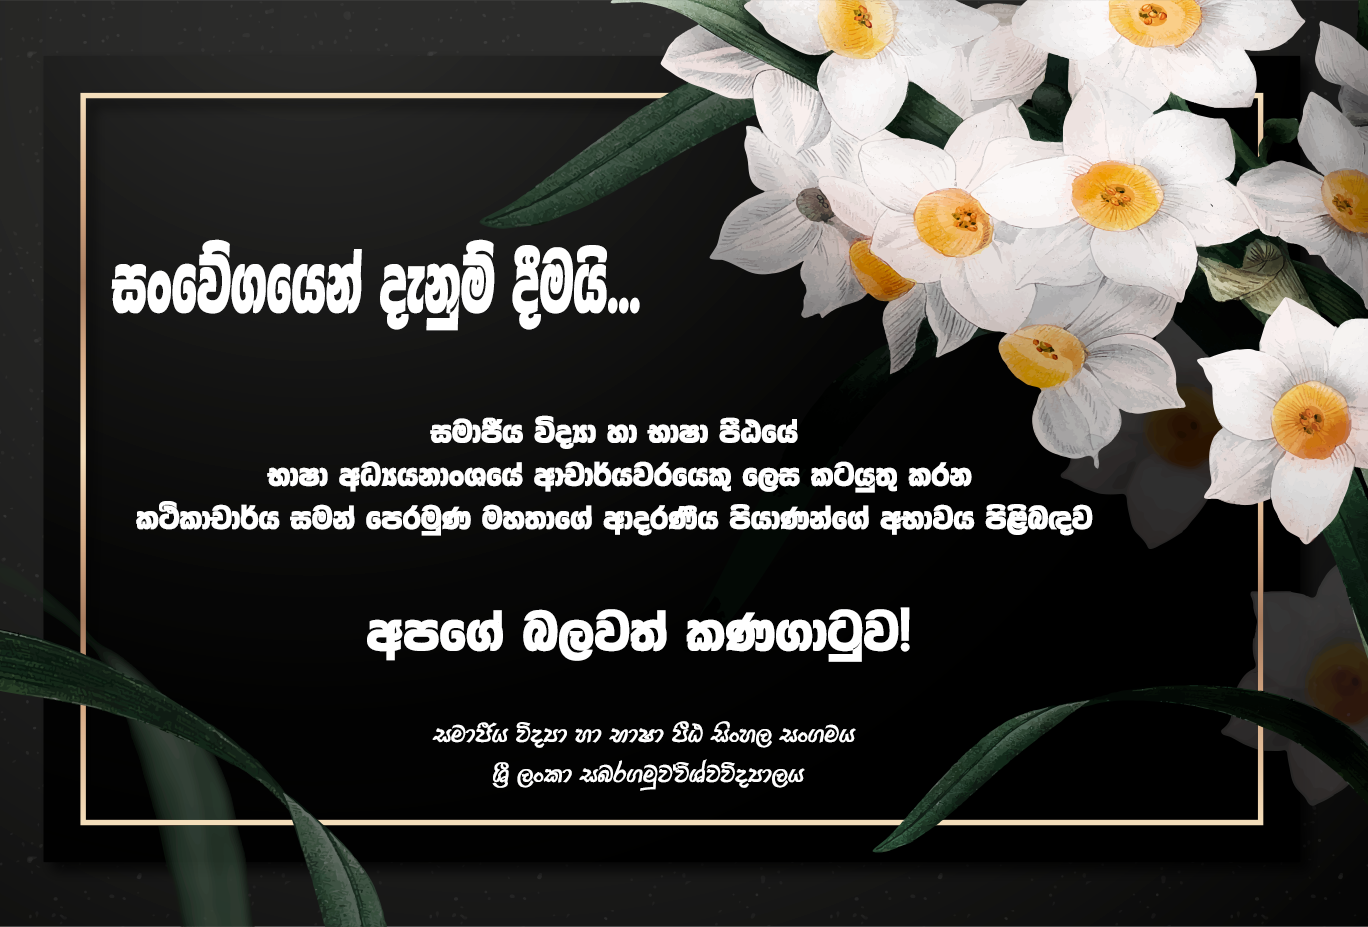 සංවේගයෙන් දැනුම් දීමයි...
සමාජීය විද්‍යා හා භාෂා පීඨයේ
භාෂා අධ්‍යයනාංශයේ ආචාර්යවරයෙකු ලෙස කටයුතු කරන
කථිකාචාර්ය සමන් පෙරමුණ මහතාගේ ආදරණීය පියාණන්ගේ අභාවය පිළිබඳව
අපගේ බලවත් කණගාටුව!
සමාජීය විද්‍යා හා භාෂා පීඨ සිංහල සංගමය
ශ්‍රී ලංකා සබරගමුව විශ්වවිද්‍යාලය